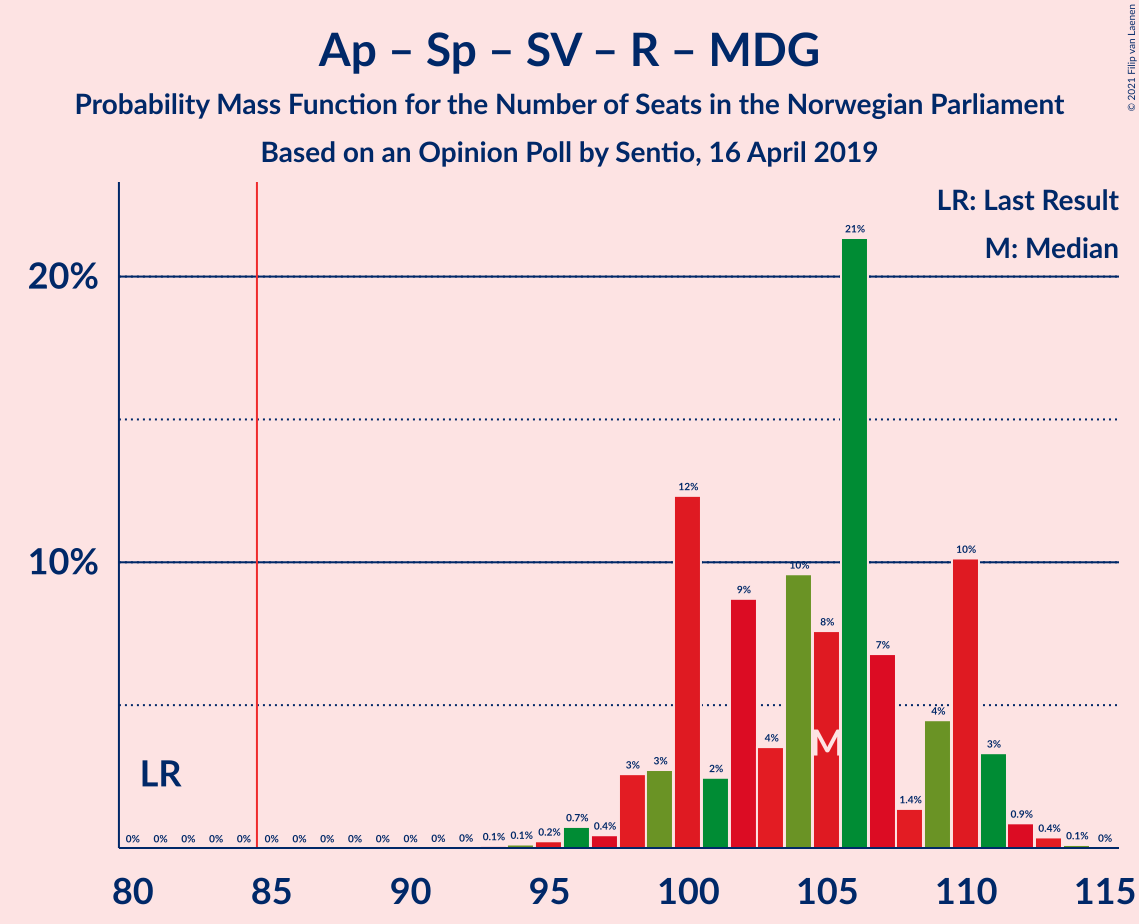 Ap – Sp – SV – R – MDG
Probability Mass Function for the Number of Seats in the Norwegian Parliament
Based on an Opinion Poll by Sentio, 16 April 2019
© 2021 Filip van Laenen
LR: Last Result
M: Median
20%
10%
21%
12%
10%
10%
9%
8%
7%
4%
4%
3%
3%
3%
2%
1.4%
0.9%
0.7%
0.4%
0.4%
0.2%
0.1%
0.1%
0.1%
M
LR
0% 0% 0% 0% 0% 0% 0% 0% 0% 0% 0% 0% 0% 0%
80 85 90 95 100 105 110 115